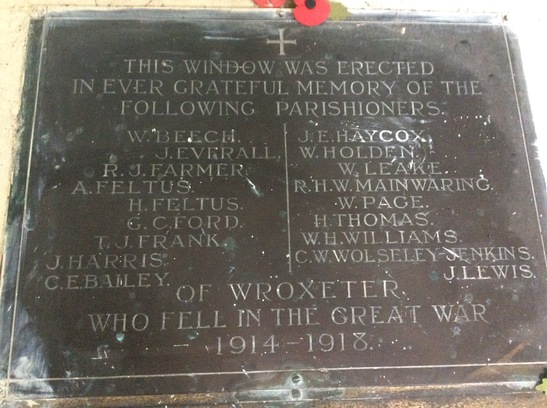 THIS WINDOW WAS ERECTED
IN EVER GRATEFUL MEMORY OF THE
FOLLOWING PARISHIONERS.
W. BEECH.
J. EVERALL,
R. J. FARMER.
A. FELTUS.
H. FELTUS.
G. C. FORD.
T. J. FRANK.
J. HARRIS.
C. E. BAILEY.
J. E. HAYCOX.
W. HOLDEN.
W. LEAKE.
R. H. W. MAINWARING.
W. PAGE.
H. THOMAS.
W. H. WILLIAMS.
C. W. WOLSELEY-JENKINS.
J. LEWIS.
OF WROXETER.
WHO FELL IN THE GREAT WAR
- 1914 - 1918.